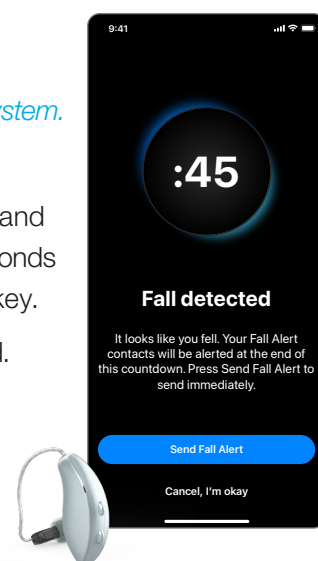 ystem.
and
onds
key.
d.
9:41
:45
Fall detected
It looks like you fell. Your Fall Alert
contacts will be alerted at the end of
this countdown. Press Send Fall Alert to
send immediately.
Send Fall Alert
Cancel, I'm okay